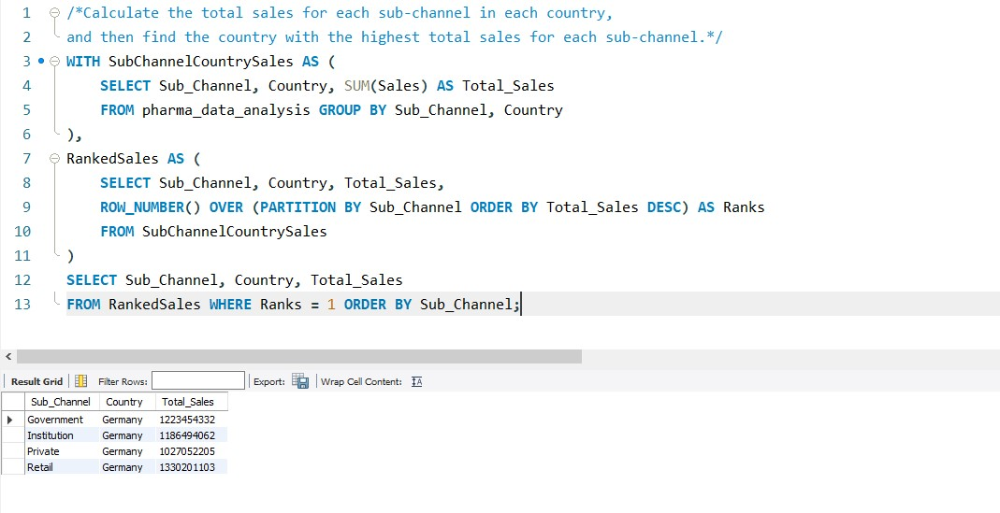 1 /*Calculate the total sales for each sub-channel in each country,
2 and then find the country with the highest total sales for each sub-channel.*/
3 WITH SubChannelCountrySales AS (
4 SELECT Sub_Channel, Country, SUM(Sales) AS Total_Sales
5 FROM pharma_data_analysis GROUP BY Sub_Channel, Country
6 ),
7 RankedSales AS (
8 SELECT Sub_Channel, Country, Total_Sales,
9 ROW_NUMBER() OVER (PARTITION BY Sub_Channel ORDER BY Total_Sales DESC) AS Ranks
10 FROM SubChannelCountrySales
11 )
12 SELECT Sub_Channel, Country, Total_Sales
13 FROM RankedSales WHERE Ranks = 1 ORDER BY Sub_Channel;
Result Grid Filter Rows: Export: Wrap Cell Content: IA
Sub_Channel Country Total_Sales
Government Germany 1223454332
Institution Germany 1186494062
Private Germany 1027052205
Retail Germany 1330201103